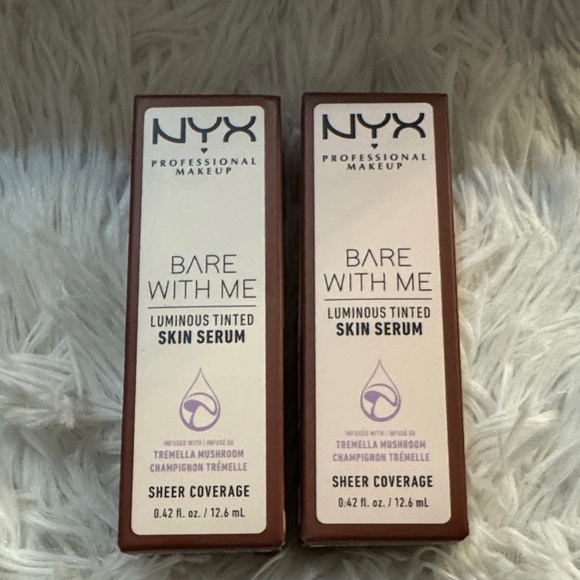 NYX
PROFESSIONAL
MAKEUP
BARE
WITH ME
LUMINOUS TINTED
SKIN SERUM
INFUSED WITH / INFUSÉ DE
TREMELLA MUSHROOM
CHAMPIGNON TRÉMELLE
SHEER COVERAGE
0.42 fl. oz. / 12.6 mL
NYX
PROFESSIONAL
MAKEUP
BARE
WITH ME
LUMINOUS TINTED
SKIN SERUM
INFUSED WITH / INFUSÉ DE
TREMELLA MUSHROOM
CHAMPIGNON TRÉMELLE
SHEER COVERAGE
0.42 fl. oz. / 12.6 mL